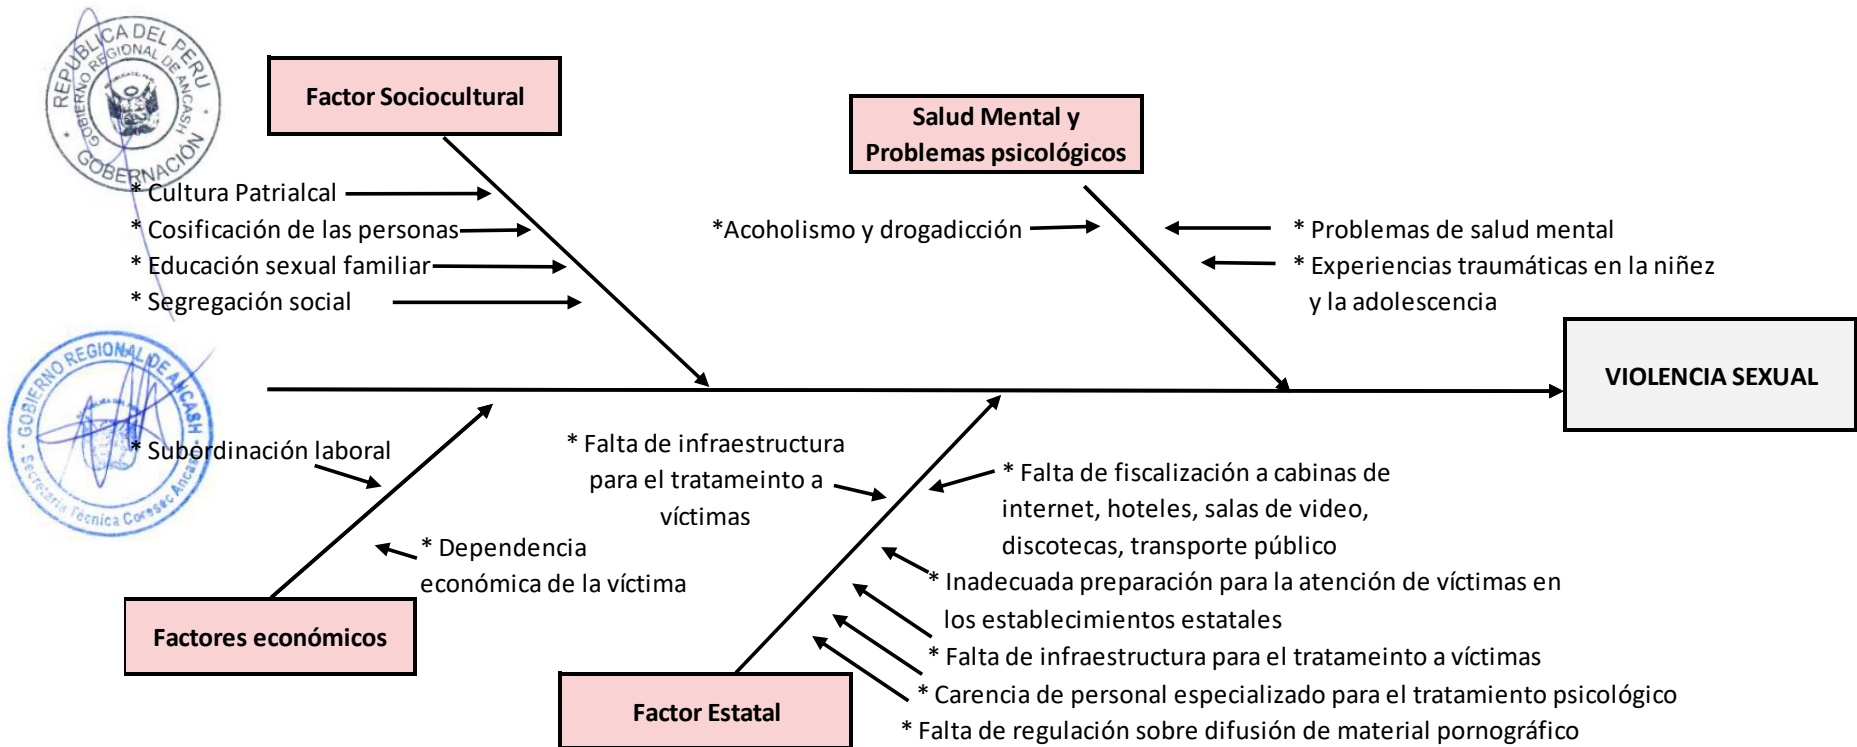 REPUBLICA DEL PERU
GOBIERNO REGIONAL DE ANCASH
GOBERNACIÓN
Factor Sociocultural
* Cultura Patrialcal
* Cosificación de las personas
* Educación sexual familiar
* Segregación social
Salud Mental y
Problemas psicológicos
*Acoholismo y drogadicción
* Problemas de salud mental
* Experiencias traumáticas en la niñez
y la adolescencia
VIOLENCIA SEXUAL
GOBIERNO REGIONAL DE ANCASH
Secretaría Técnica Coresec Ancash
* Subordinación laboral
* Dependencia
económica de la víctima
Factores económicos
* Falta de infraestructura
para el tratameinto a
víctimas
* Falta de fiscalización a cabinas de
internet, hoteles, salas de video,
discotecas, transporte público
* Inadecuada preparación para la atención de víctimas en
los establecimientos estatales
* Falta de infraestructura para el tratameinto a víctimas
* Carencia de personal especializado para el tratamiento psicológico
* Falta de regulación sobre difusión de material pornográfico
Factor Estatal